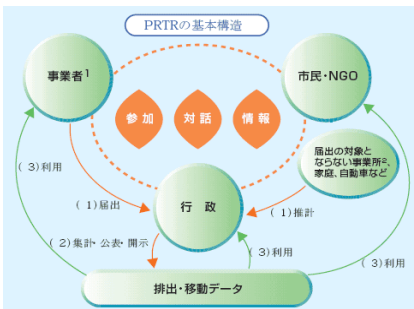 PRTRの基本構造
事業者1
市民・NGO
参加
対話
情報
届出の対象と
ならない事業所2、
家庭、自動車など
(3)利用
(1)届出
行政
(1)推計
(2)集計・公表・開示
(3)利用
(3)利用
排出・移動データ